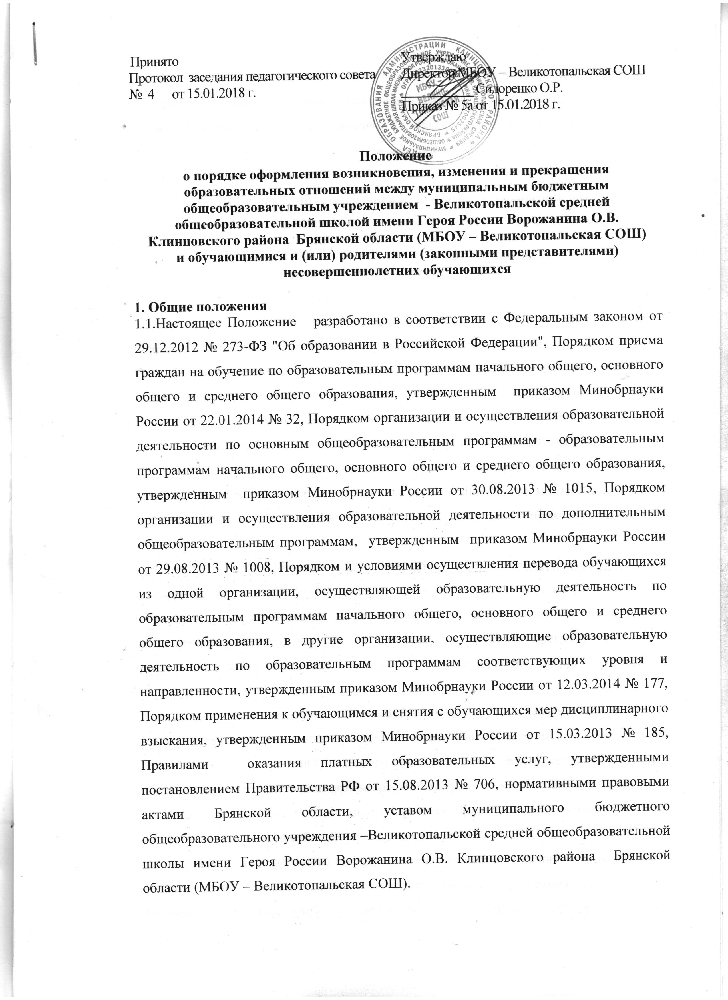 Принято
Протокол заседания педагогического совета
№ 4 от 15.01.2018 г.
Утверждаю
Директор МБОУ – Великотопальская СОШ
Сидоренко О.Р.
Приказ № 5а от 15.01.2018 г.
ОБРАЗОВАНИЯ АДМИНИСТРАЦИИ КЛИНЦОВСКОГО РАЙОНА
МБОУ –
ВЕЛИКО-
СОШ
Положение
о порядке оформления возникновения, изменения и прекращения
образовательных отношений между муниципальным бюджетным
общеобразовательным учреждением - Великотопальской средней
общеобразовательной школой имени Героя России Ворожанина О.В.
Клинцовского района Брянской области (МБОУ – Великотопальская СОШ)
и обучающимися и (или) родителями (законными представителями)
несовершеннолетних обучающихся
1. Общие положения
1.1.Настоящее Положение разработано в соответствии с Федеральным законом от
29.12.2012 № 273-ФЗ "Об образовании в Российской Федерации", Порядком приема
граждан на обучение по образовательным программам начального общего, основного
общего и среднего общего образования, утвержденным приказом Минобрнауки
России от 22.01.2014 № 32, Порядком организации и осуществления образовательной
деятельности по основным общеобразовательным программам - образовательным
программам начального общего, основного общего и среднего общего образования,
утвержденным приказом Минобрнауки России от 30.08.2013 № 1015, Порядком
организации и осуществления образовательной деятельности по дополнительным
общеобразовательным программам, утвержденным приказом Минобрнауки России
от 29.08.2013 № 1008, Порядком и условиями осуществления перевода обучающихся
из одной организации, осуществляющей образовательную деятельность по
образовательным программам начального общего, основного общего и среднего
общего образования, в другие организации, осуществляющие образовательную
деятельность по образовательным программам соответствующих уровня и
направленности, утвержденным приказом Минобрнауки России от 12.03.2014 № 177,
Порядком применения к обучающимся и снятия с обучающихся мер дисциплинарного
взыскания, утвержденным приказом Минобрнауки России от 15.03.2013 № 185,
Правилами оказания платных образовательных услуг, утвержденными
постановлением Правительства РФ от 15.08.2013 № 706, нормативными правовыми
актами Брянской области, уставом муниципального бюджетного
общеобразовательного учреждения –Великотопальской средней общеобразовательной
школы имени Героя России Ворожанина О.В. Клинцовского района Брянской
области (МБОУ – Великотопальская СОШ).